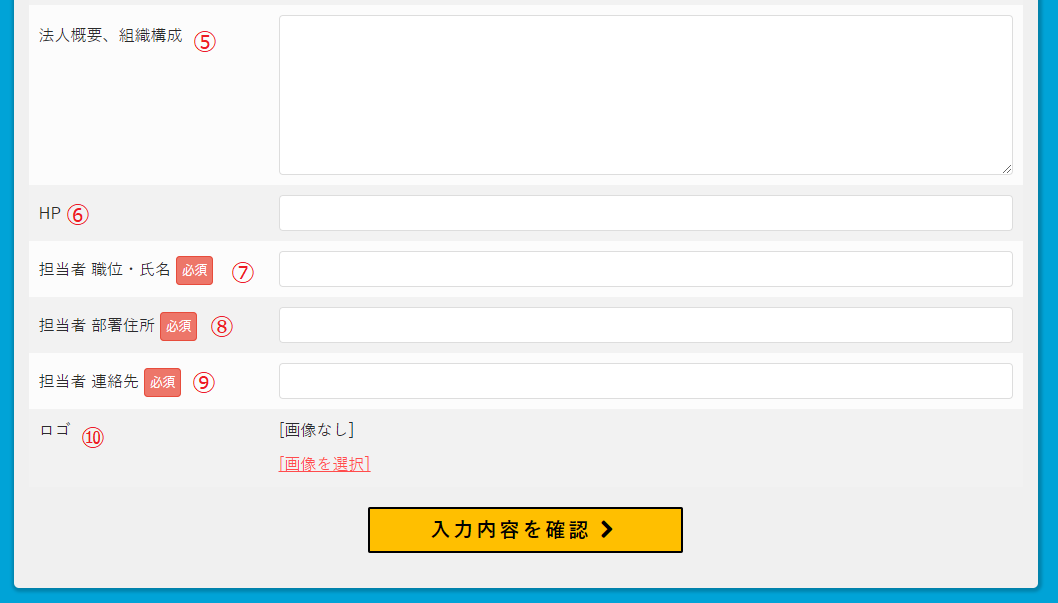 法人概要、組織構成 ⑤
HP ⑥
担当者 職位・氏名 必須 ⑦
担当者 部署住所 必須 ⑧
担当者 連絡先 必須 ⑨
ロゴ ⑩ [画像なし]
[画像を選択]
入力内容を確認